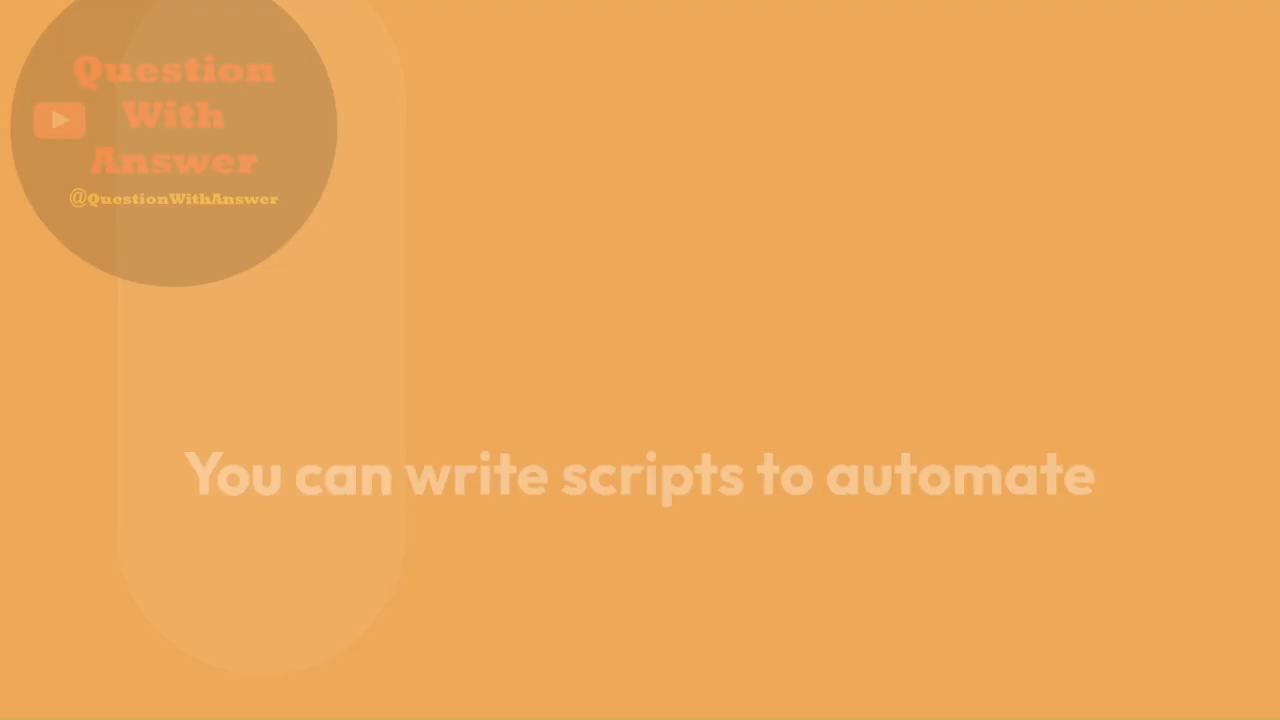 Question
With
Answer
@QuestionWithAnswer
You can write scripts to automate